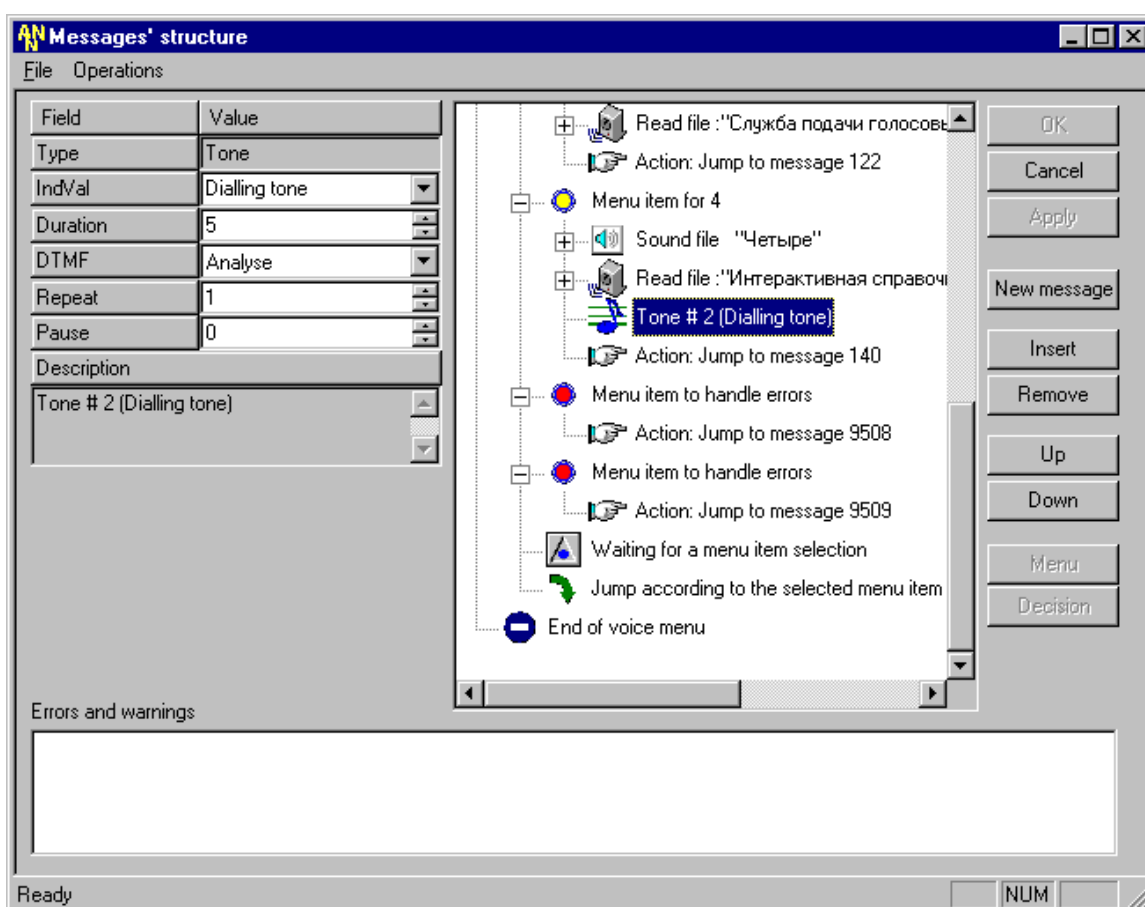 Messages' structure
File Operations
Field Value
Type Tone
IndVal Dialling tone
Duration 5
DTMF Analyse
Repeat 1
Pause 0
Description
Tone # 2 (Dialling tone)
Read file :"Служба подачи голосовы
Action: Jump to message 122
Menu item for 4
Sound file "Четыре"
Read file :"Интерактивная справоч
Tone # 2 (Dialling tone)
Action: Jump to message 140
Menu item to handle errors
Action: Jump to message 9508
Menu item to handle errors
Action: Jump to message 9509
Waiting for a menu item selection
Jump according to the selected menu item
End of voice menu
OK
Cancel
Apply
New message
Insert
Remove
Up
Down
Menu
Decision
Errors and warnings
Ready NUM